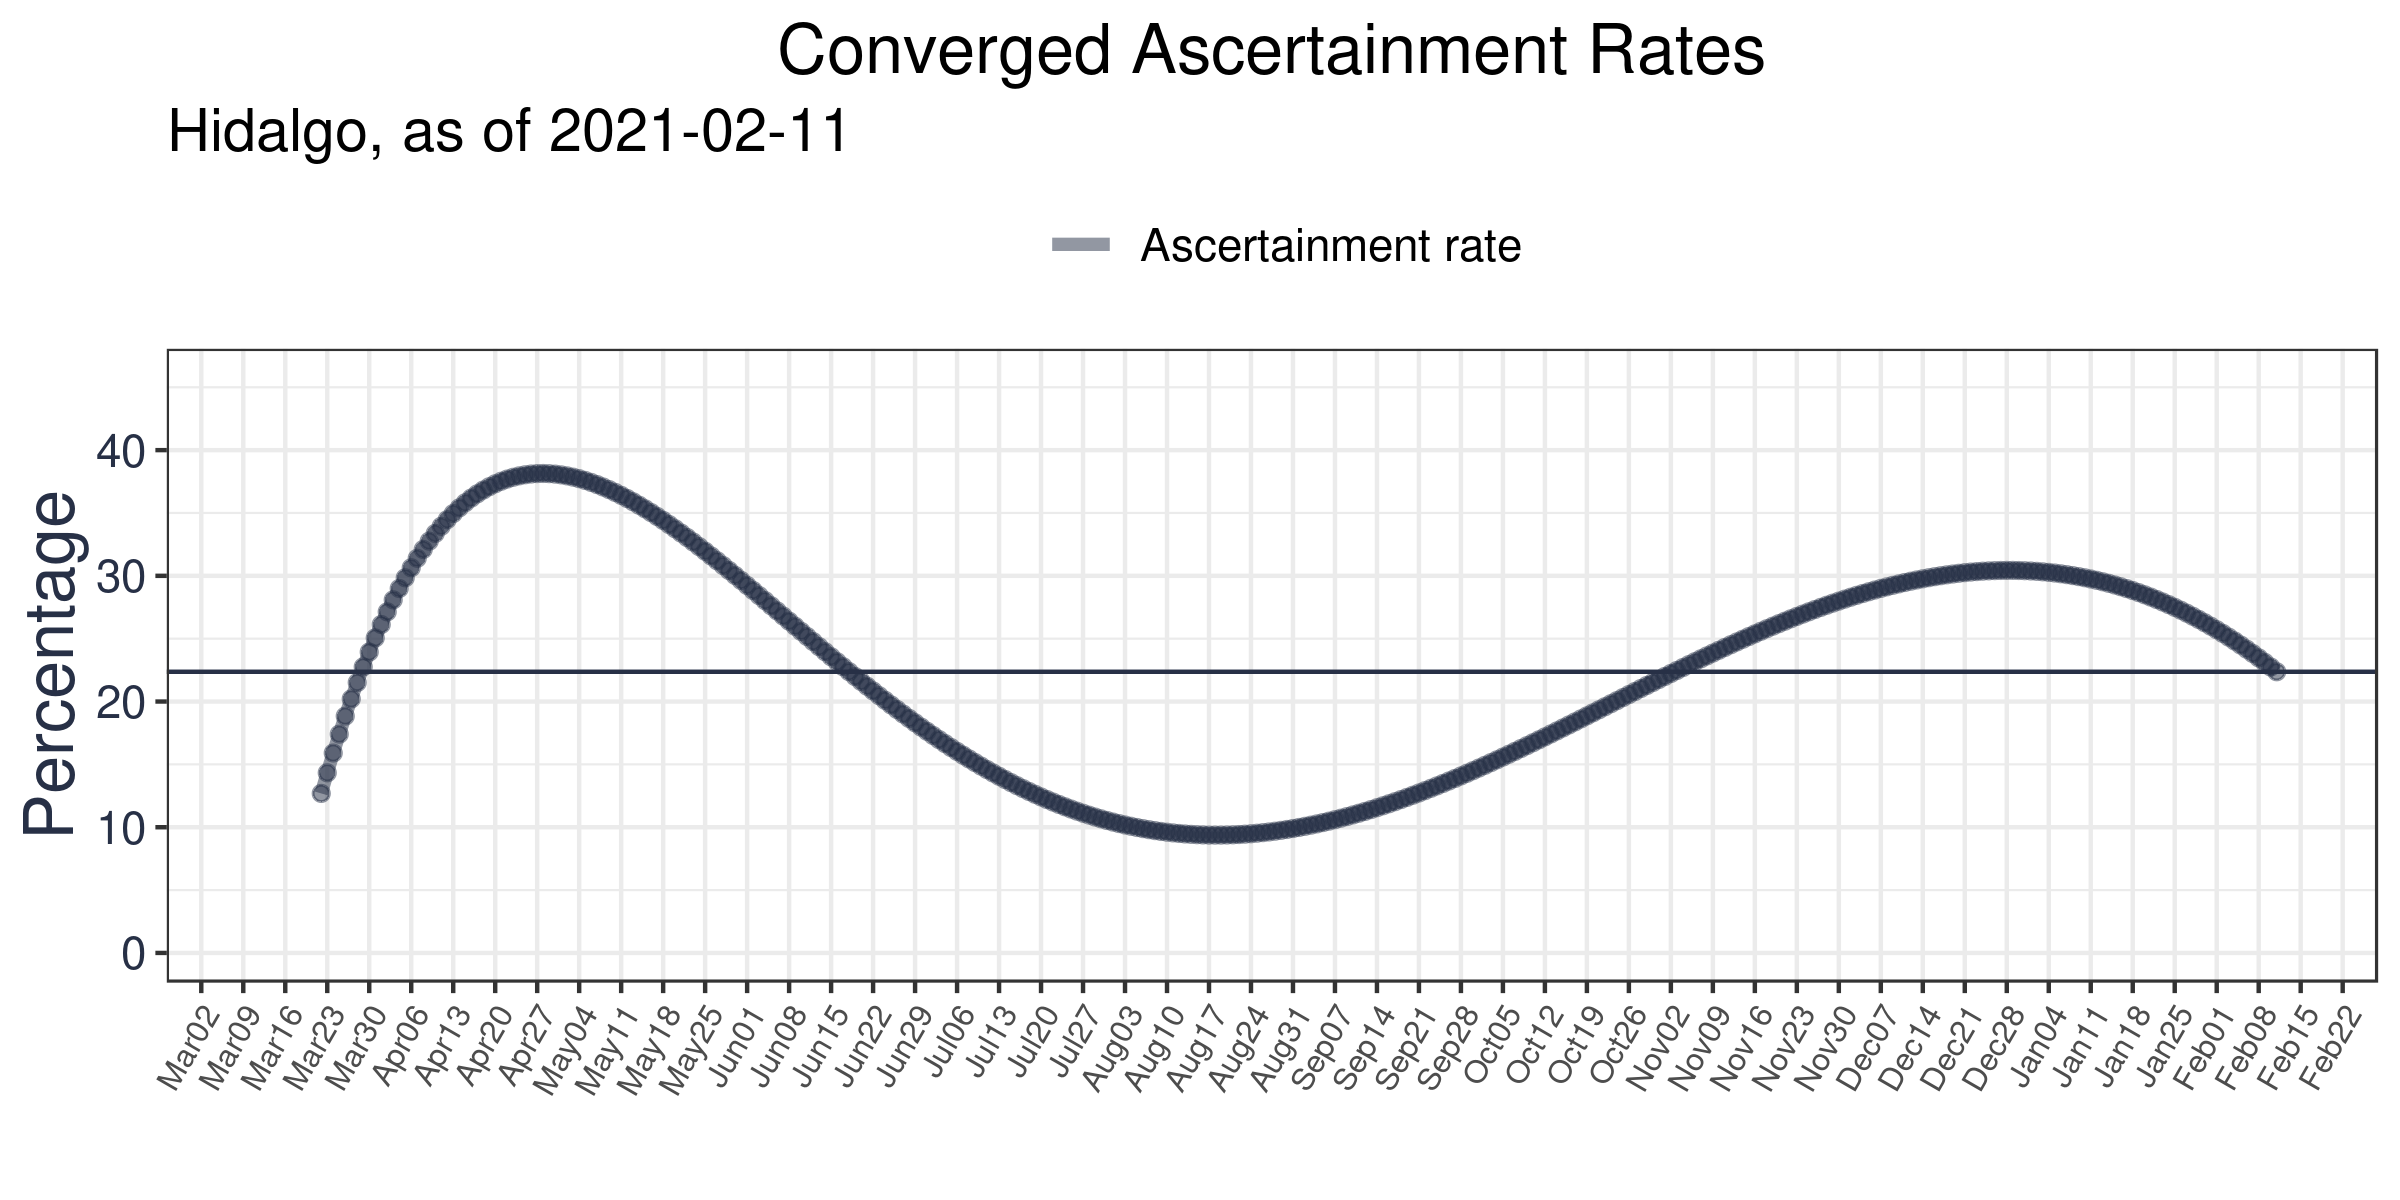 Converged Ascertainment Rates
Hidalgo, as of 2021-02-11
Ascertainment rate
Percentage
40
30
20
10
0
Mar02 Mar09 Mar16 Mar23 Mar30 Apr06 Apr13 Apr20 Apr27 May04 May11 May18 May25 Jun01 Jun08 Jun15 Jun22 Jun29 Jul06 Jul13 Jul20 Jul27 Aug03 Aug10 Aug17 Aug24 Aug31 Sep07 Sep14 Sep21 Sep28 Oct05 Oct12 Oct19 Oct26 Nov02 Nov09 Nov16 Nov23 Nov30 Dec07 Dec14 Dec21 Dec28 Jan04 Jan11 Jan18 Jan25 Feb01 Feb08 Feb15 Feb22